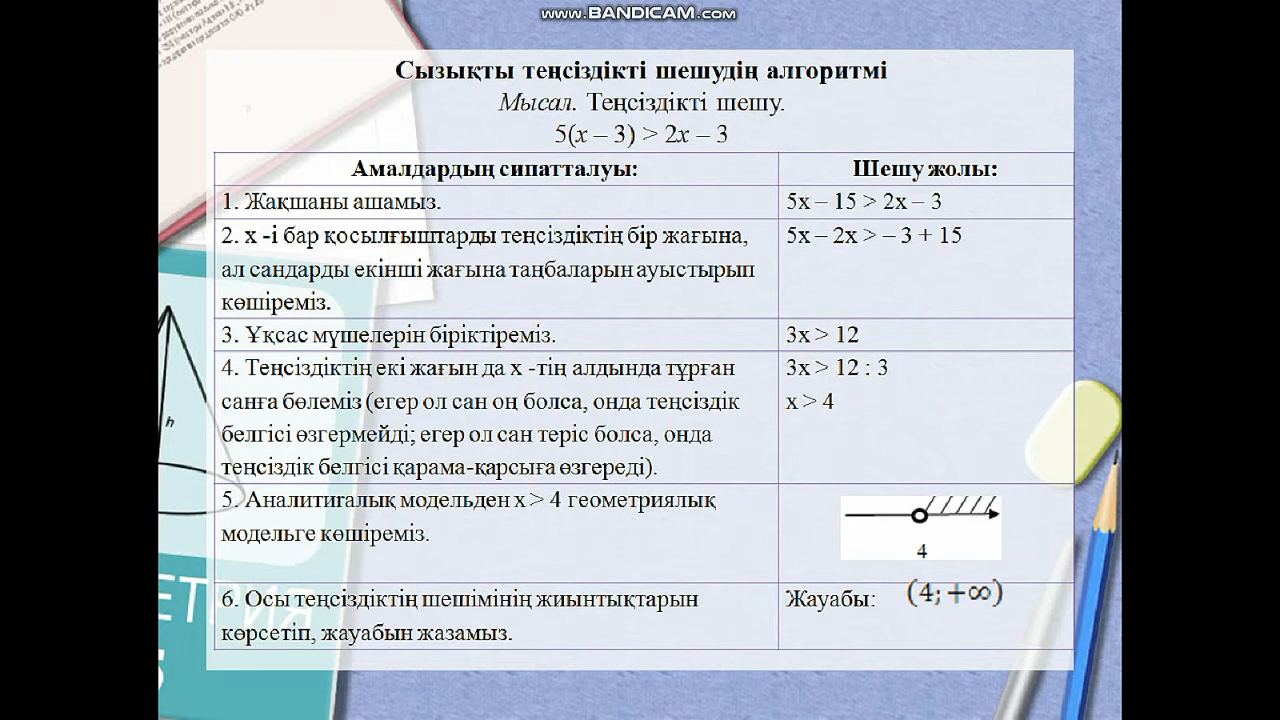 www.BANDICAM.com
Сызықты теңсіздікті шешудің алгоритмі
Мысал. Теңсіздікті шешу.
5(x – 3) > 2x – 3
Амалдардың сипатталуы:
Шешу жолы:
1. Жақшаны ашамыз.
5x – 15 > 2x – 3
2. х -і бар қосылғыштарды теңсіздіктің бір жағына,
ал сандарды екінші жағына таңбаларын ауыстырып
көшіреміз.
5x – 2x > – 3 + 15
3. Ұқсас мүшелерін біріктіреміз.
3x > 12
4. Теңсіздіктің екі жағын да х -тің алдында тұрған
санға бөлеміз (егер ол сан оң болса, онда теңсіздік
белгісі өзгермейді; егер ол сан теріс болса, онда
теңсіздік белгісі қарама-қарсыға өзгереді).
3x > 12 : 3
x > 4
5. Аналитигалық модельден х > 4 геометриялық
модельге көшіреміз.
4
6. Осы теңсіздіктің шешімінің жиынтықтарын
көрсетіп, жауабын жазамыз.
Жауабы: (4; +∞)
h